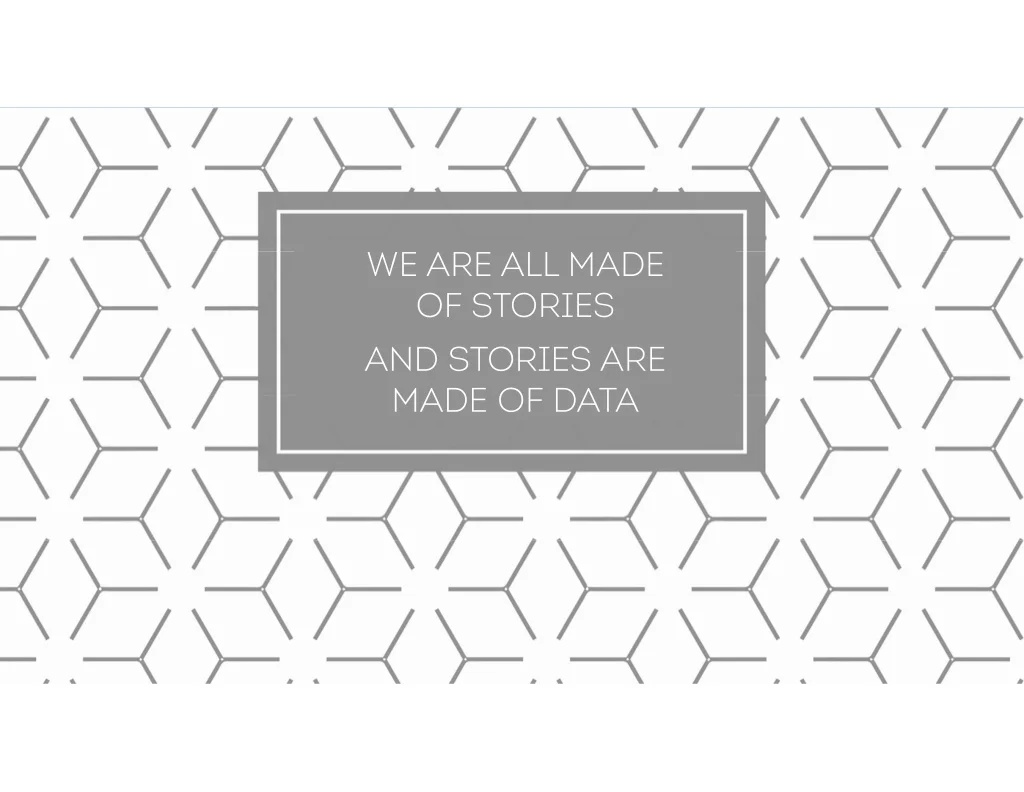 WE ARE ALL MADE
OF STORIES
AND STORIES ARE
MADE OF DATA